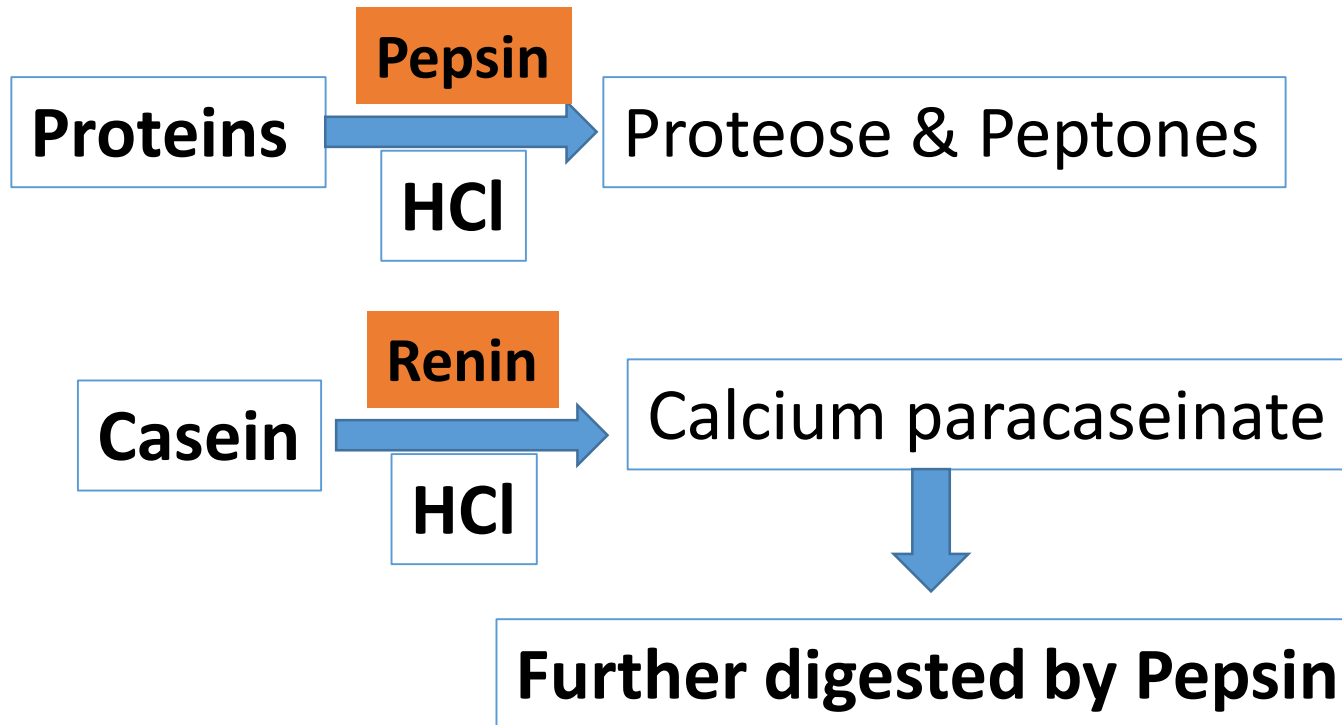 Pepsin
Proteins
Proteose & Peptones
HCl
Renin
Casein
Calcium paracaseinate
HCl
Further digested by Pepsin